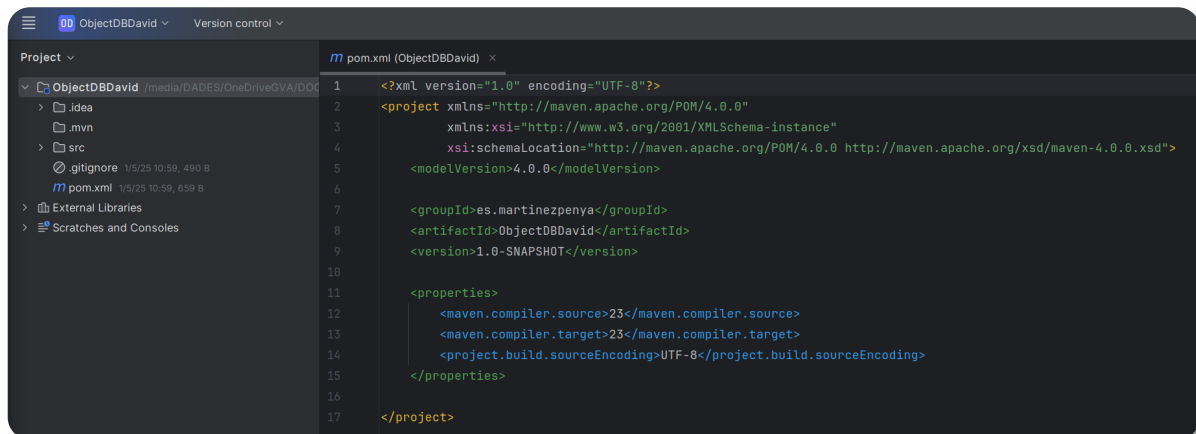 OD ObjectDBDavid Version control
Project
ObjectDBDavid /media/DADES/OneDriveGVA/DOC
.idea
.mvn
src
.gitignore 1/5/25 10:59, 490 B
pom.xml 1/5/25 10:59, 659 B
External Libraries
Scratches and Consoles
m pom.xml (ObjectDBDavid) ×
1 <?xml version="1.0" encoding="UTF-8"?>
2 <project xmlns="http://maven.apache.org/POM/4.0.0"
3 xmlns:xsi="http://www.w3.org/2001/XMLSchema-instance"
4 xsi:schemaLocation="http://maven.apache.org/POM/4.0.0 http://maven.apache.org/xsd/maven-4.0.0.xsd">
5 <modelVersion>4.0.0</modelVersion>
6
7 <groupId>es.martinezpenya</groupId>
8 <artifactId>ObjectDBDavid</artifactId>
9 <version>1.0-SNAPSHOT</version>
10
11 <properties>
12 <maven.compiler.source>23</maven.compiler.source>
13 <maven.compiler.target>23</maven.compiler.target>
14 <project.build.sourceEncoding>UTF-8</project.build.sourceEncoding>
15 </properties>
16
17 </project>